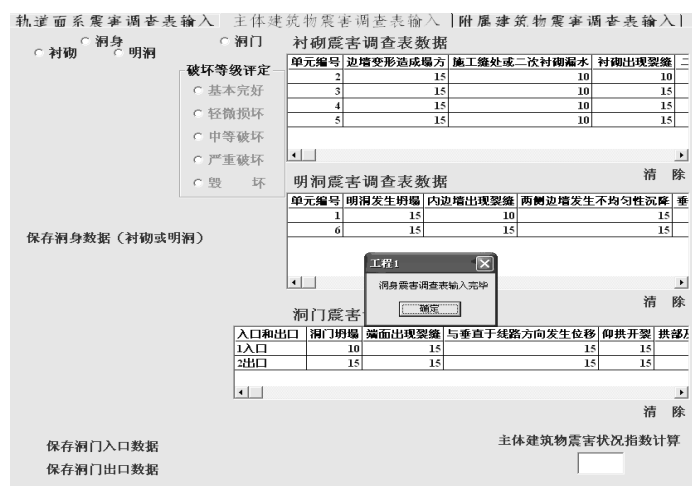 轨道面系震害调查表输入 主体建筑物震害调查表输入 附属建筑物震害调查表输入
洞身 洞门
衬砌 明洞
破坏等级评定
基本完好
轻微损坏
中等破坏
严重破坏
毁 坏
衬砌震害调查表数据
单元编号 边墙变形造成塌方 施工缝处或二次衬砌漏水 衬砌出现裂缝 二
2 15 10 10
3 15 10 15
4 15 10 15
5 15 10 15
清 除
明洞震害调查表数据
单元编号 明洞发生坍塌 内边墙出现裂缝 两侧边墙发生不均匀性沉降 垂
1 15 10 15
6 15 15 15
保存洞身数据（衬砌或明洞）
工程1
洞身震害调查表输入完毕
确定
清 除
洞门震害
入口和出口 洞门坍塌 端面出现裂缝 与垂直于线路方向发生位移 仰拱开裂 拱部及
1入口 10 15 15 15
2出口 15 15 15 15
清 除
保存洞门入口数据
保存洞门出口数据
主体建筑物震害状况指数计算